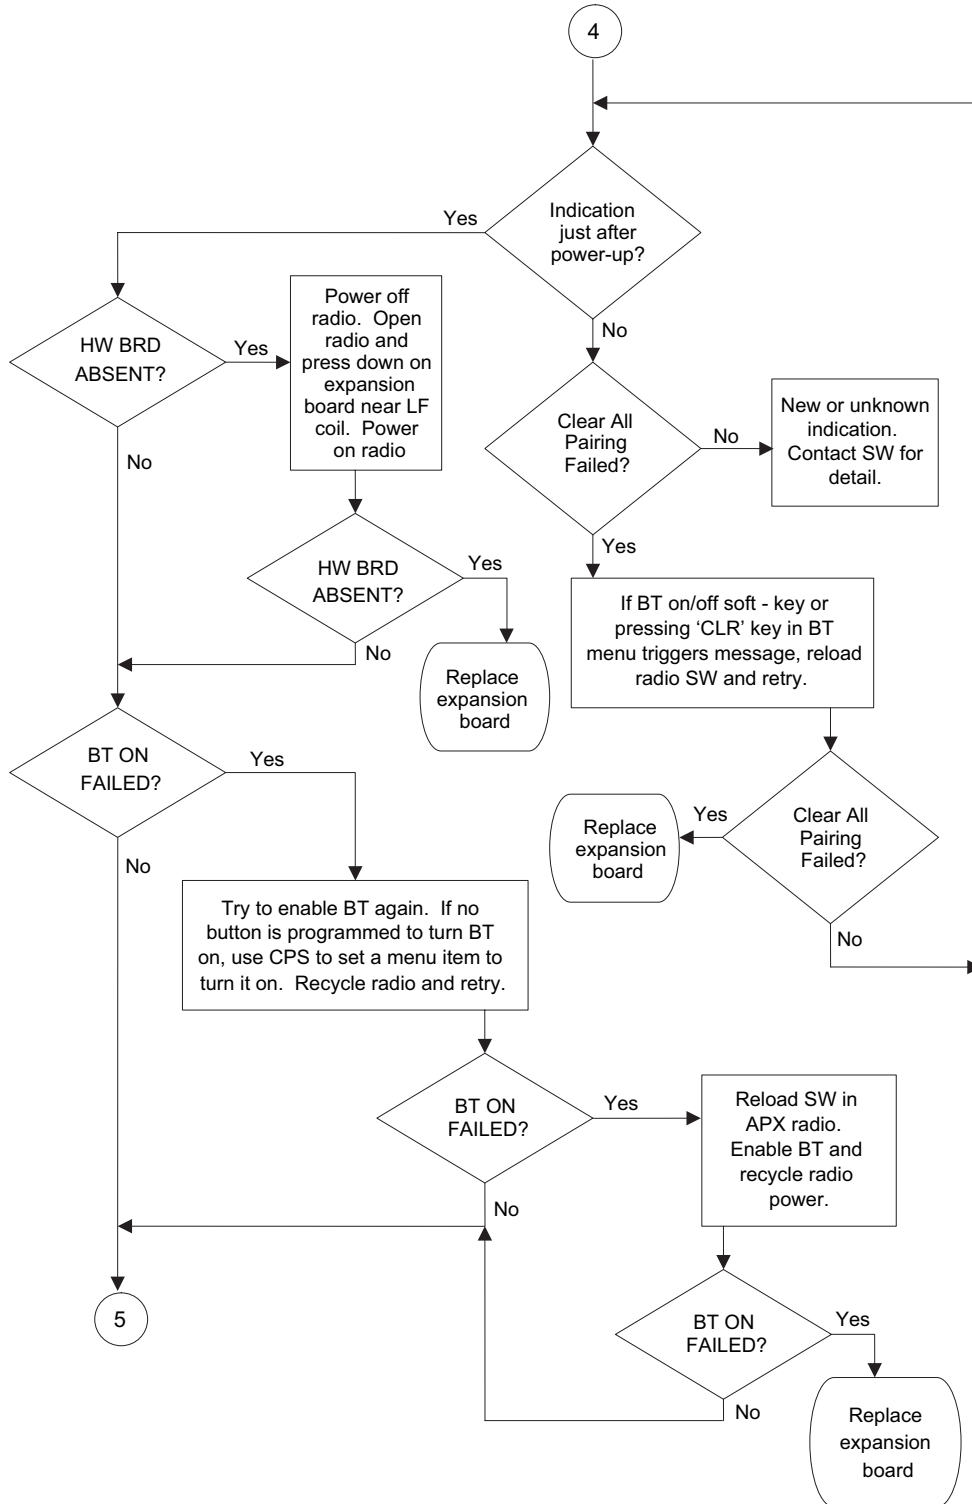 4
Indication
just after
power-up?
Yes
No
HW BRD
ABSENT?
Yes
No
Power off
radio. Open
radio and
press down on
expansion
board near LF
coil. Power
on radio
Clear All
Pairing
Failed?
No
Yes
New or unknown
indication.
Contact SW for
detail.
HW BRD
ABSENT?
Yes
No
Replace
expansion
board
If BT on/off soft - key or
pressing ‘CLR’ key in BT
menu triggers message, reload
radio SW and retry.
BT ON
FAILED?
Yes
No
Clear All
Pairing
Failed?
Yes
No
Replace
expansion
board
Try to enable BT again. If no
button is programmed to turn BT
on, use CPS to set a menu item to
turn it on. Recycle radio and retry.
BT ON
FAILED?
Yes
No
Reload SW in
APX radio.
Enable BT and
recycle radio
power.
5
BT ON
FAILED?
Yes
No
Replace
expansion
board